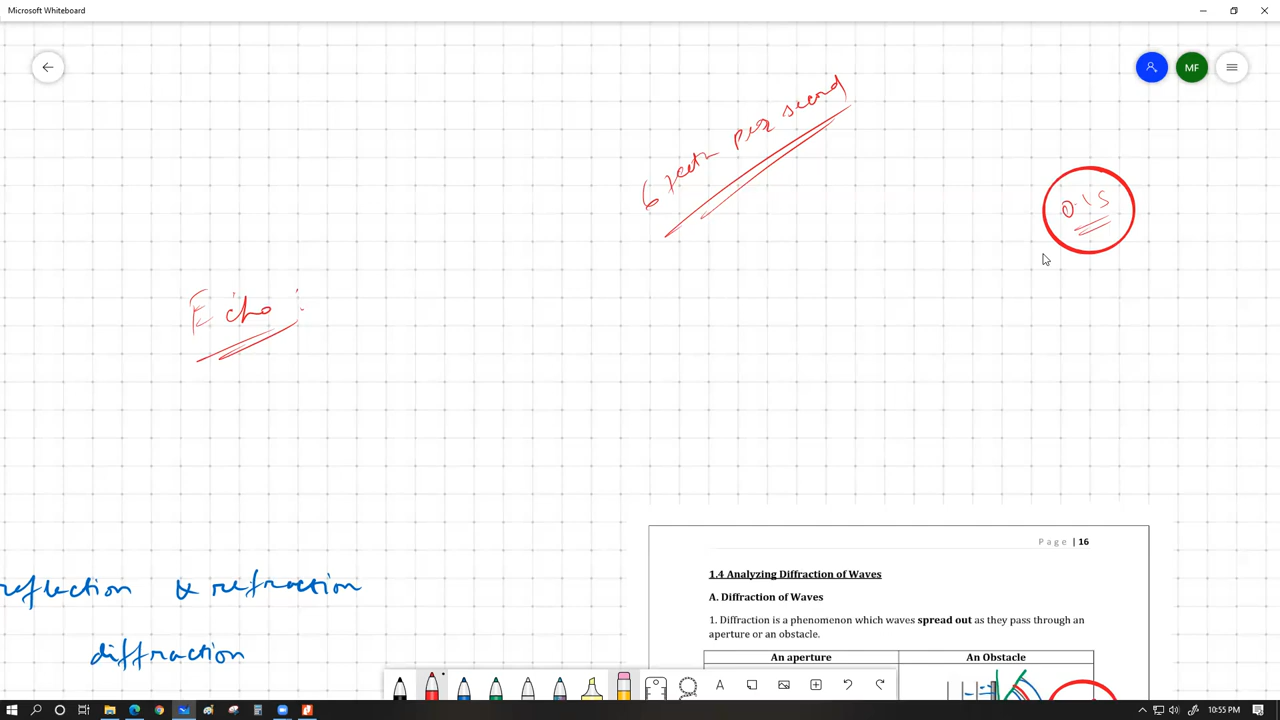 Microsoft Whiteboard
MF
6 teeth per second
0.1 S
Echo :
reflection & refraction
diffraction
Page | 16
1.4 Analyzing Diffraction of Waves
A. Diffraction of Waves
1. Diffraction is a phenomenon which waves spread out as they pass through an
aperture or an obstacle.
An aperture An Obstacle
A
10:55 PM